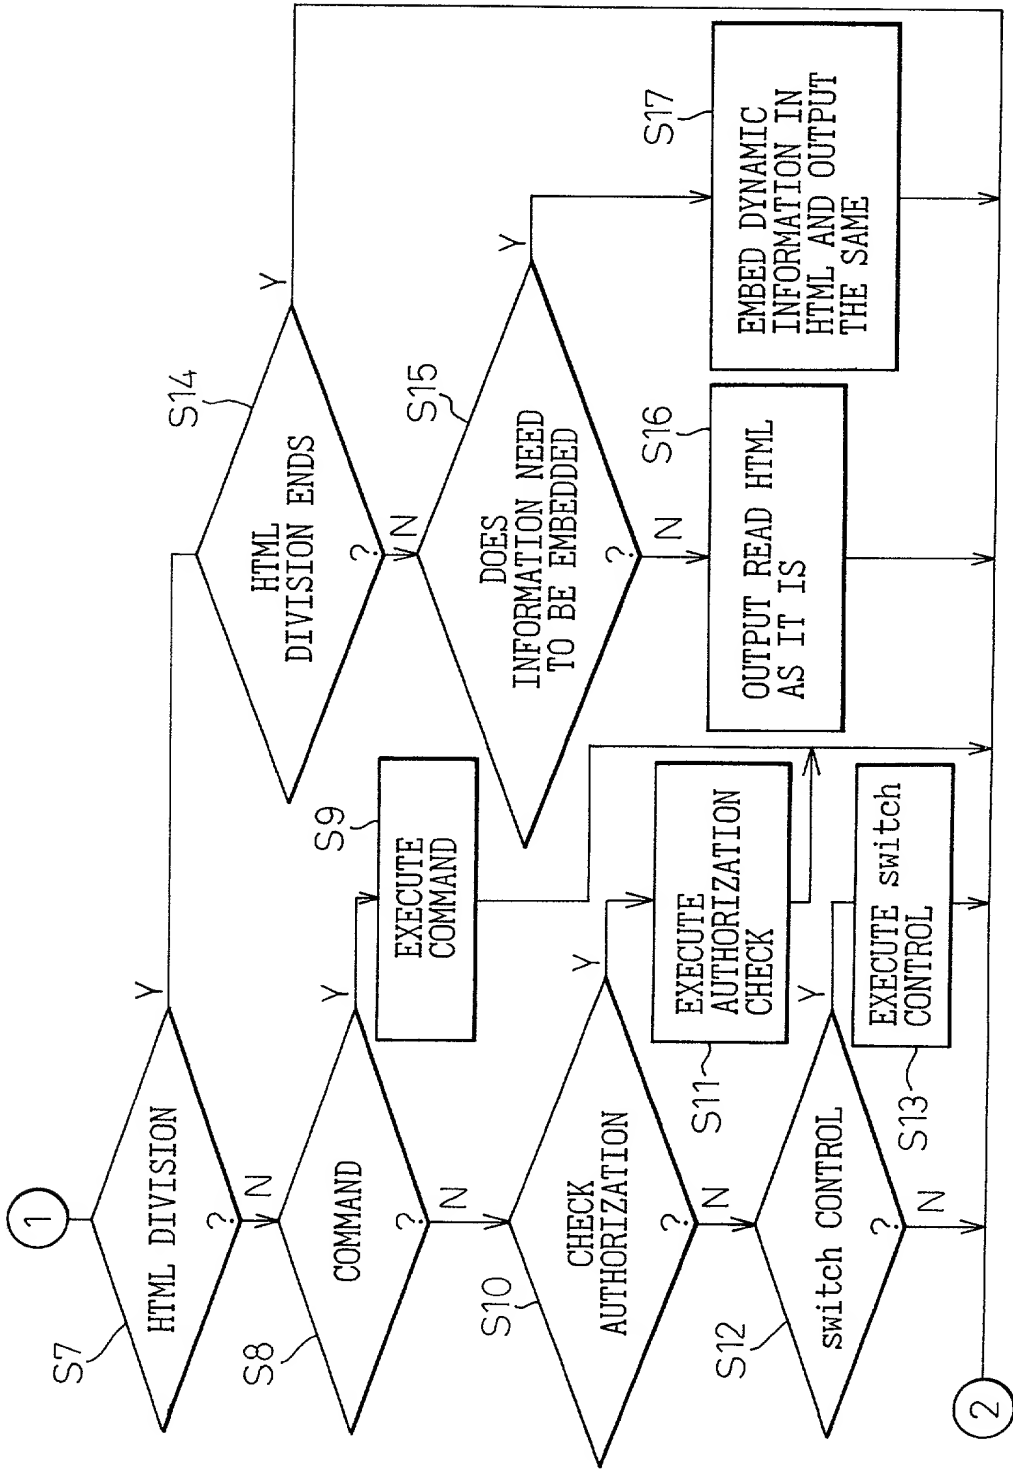 1
S7
HTML DIVISION
?
Y
N
S8
COMMAND
?
Y
N
S9
EXECUTE
COMMAND
S10
CHECK
AUTHORIZATION
?
Y
N
S11
EXECUTE
AUTHORIZATION
CHECK
S12
switch CONTROL
?
Y
N
S13
EXECUTE switch
CONTROL
S14
HTML
DIVISION ENDS
?
Y
N
S15
DOES
INFORMATION NEED
TO BE EMBEDDED
?
Y
N
S16
OUTPUT READ HTML
AS IT IS
S17
EMBED DYNAMIC
INFORMATION IN
HTML AND OUTPUT
THE SAME
2